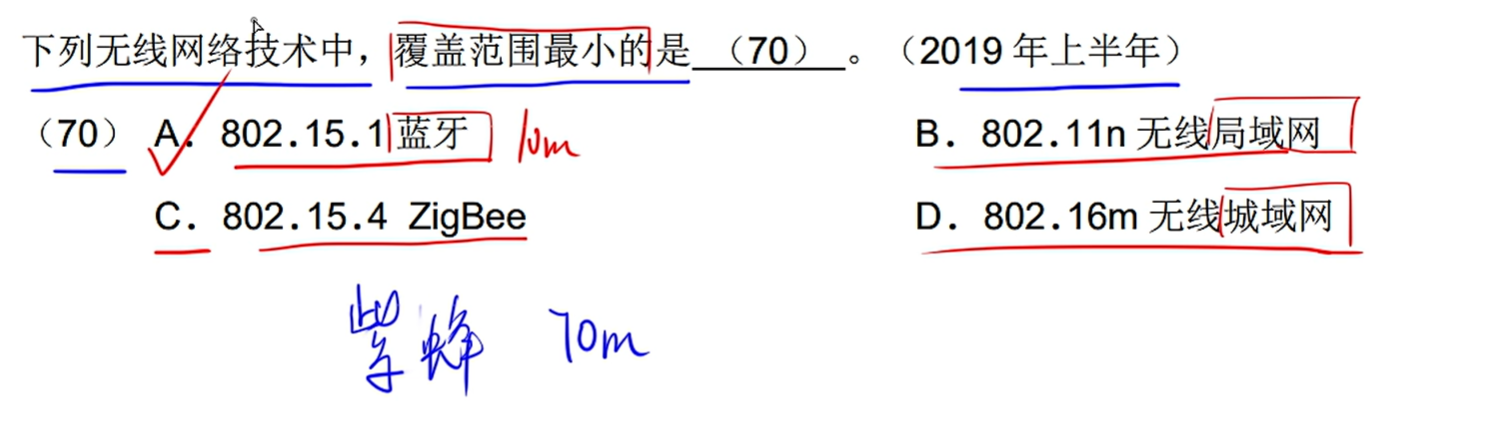 下列无线网络技术中，覆盖范围最小的是 （70） 。（2019 年上半年）
（70） A. 802.15.1 蓝牙 10m B. 802.11n 无线局域网
C. 802.15.4 ZigBee D. 802.16m 无线城域网
紫蜂 70m